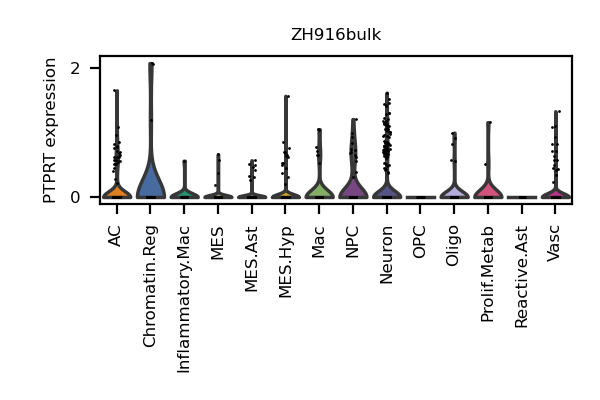 ZH916bulk
PTPRT expression
2
0
AC
Chromatin.Reg
Inflammatory.Mac
MES
MES.Ast
MES.Hyp
Mac
NPC
Neuron
OPC
Oligo
Prolif.Metab
Reactive.Ast
Vasc